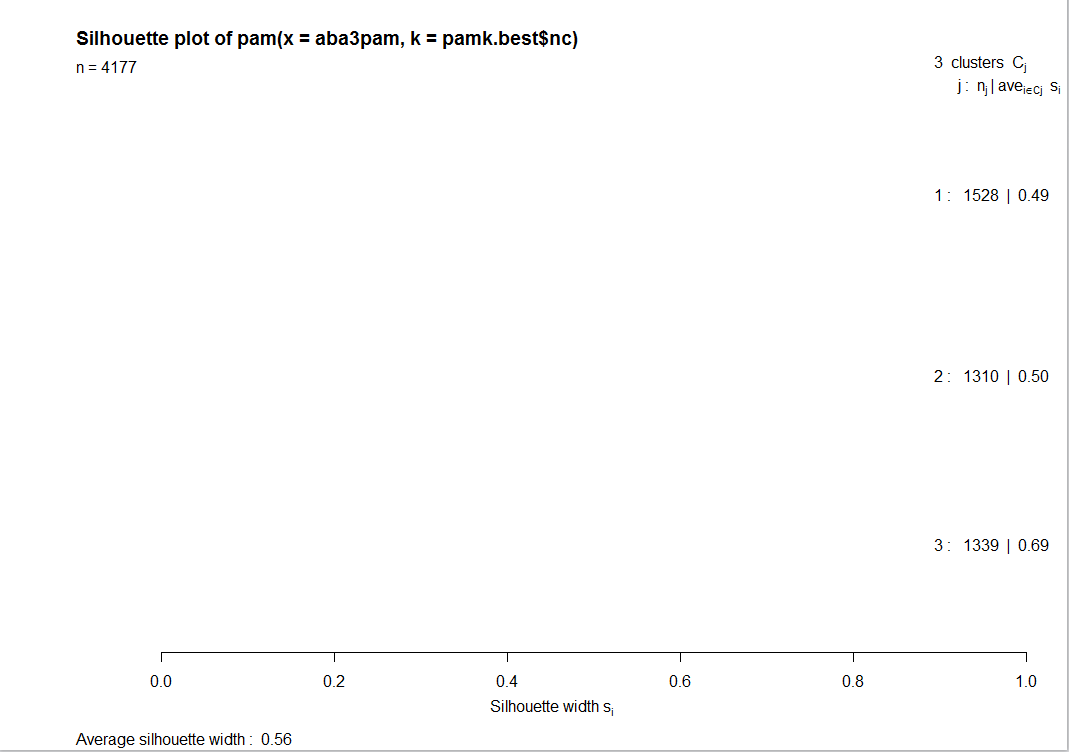 Silhouette plot of pam(x = aba3pam, k = pamk.best$nc)
n = 4177
3 clusters Cj
j : nj | avei∈Cj si
1 : 1528 | 0.49
2 : 1310 | 0.50
3 : 1339 | 0.69
0.0 0.2 0.4 0.6 0.8 1.0
Silhouette width si
Average silhouette width : 0.56